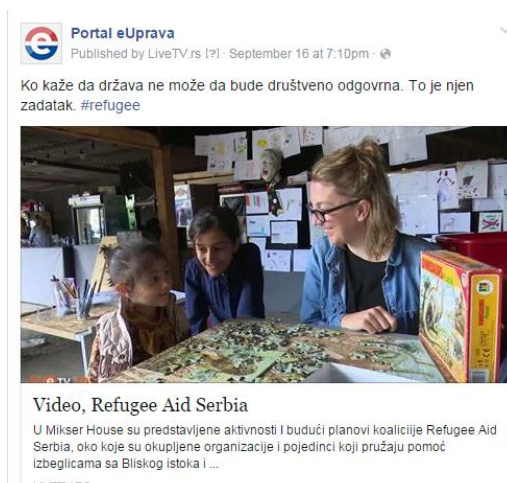 Portal eUprava
Published by LiveTV.rs [?] · September 16 at 7:10pm ·
Ko kaže da država ne može da bude društveno odgovrna. To je njen
zadatak. #refugee
Video, Refugee Aid Serbia
U Mikser House su predstavljene aktivnosti I budući planovi koaliciije Refugee Aid
Serbia, oko koje su okupljene organizacije i pojedinci koji pružaju pomoć
izbeglicama sa Bliskog istoka i ...